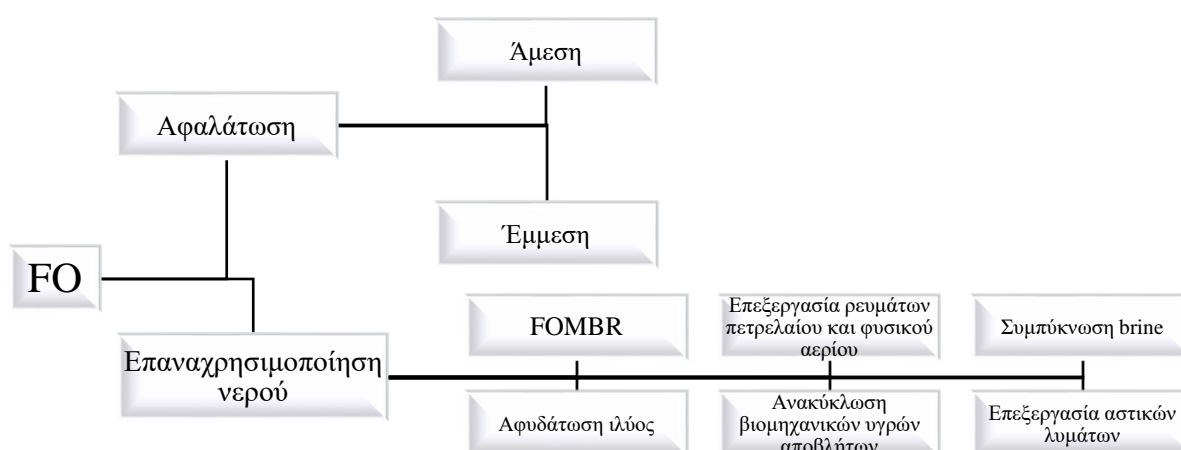 Άμεση
Αφαλάτωση
Έμμεση
FO
Επαναχρησιμοποίηση
νερού
FOMBR
Επεξεργασία ρευμάτων
πετρελαίου και φυσικού
αερίου
Συμπύκνωση brine
Αφυδάτωση ιλύος
Ανακύκλωση
βιομηχανικών υγρών
αποβλήτων
Επεξεργασία αστικών
λυμάτων